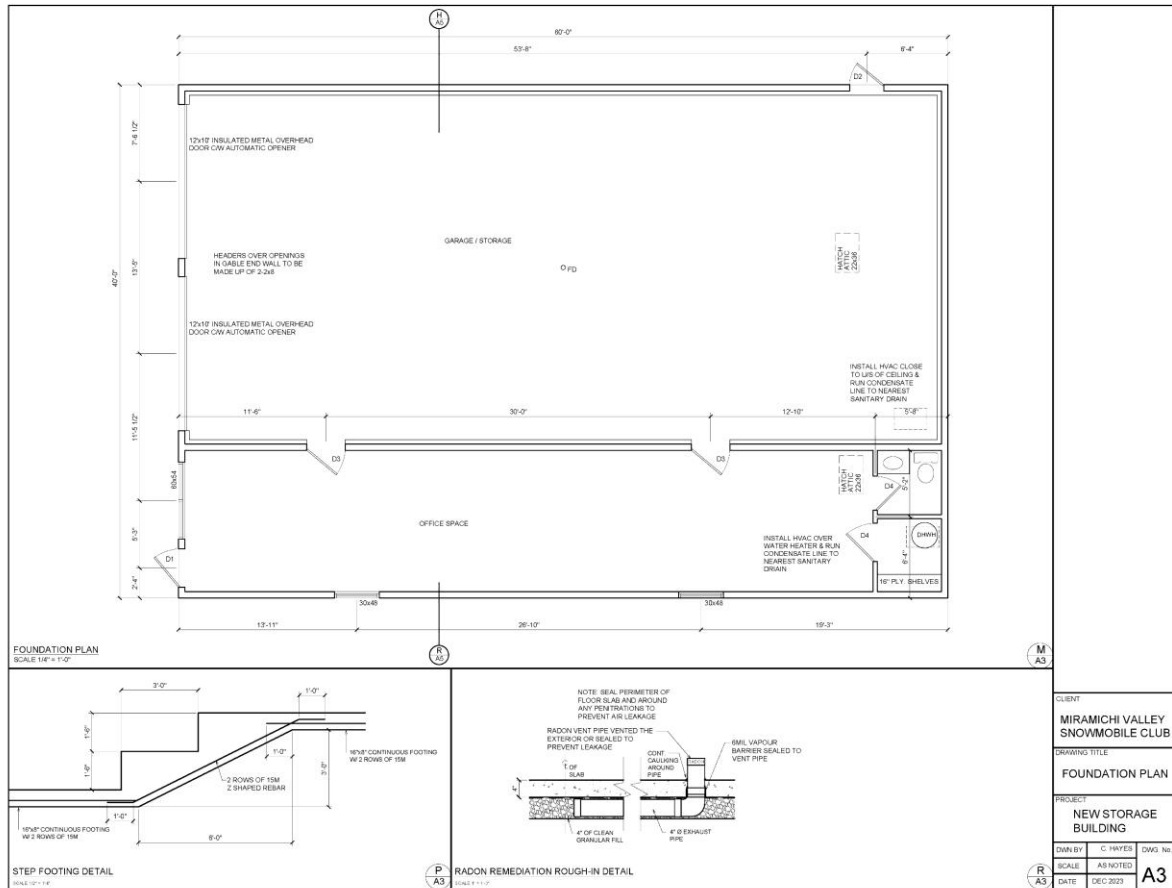 H
A5
60'-0"
53'-8"
6'-4"
D2
40'-0"
7'-6 1/2"
13'-5"
11'-5 1/2"
5'-3"
2'-4"
12'x10' INSULATED METAL OVERHEAD
DOOR C/W AUTOMATIC OPENER
GARAGE / STORAGE
HEADERS OVER OPENINGS
IN GABLE END WALL TO BE
MADE UP OF 2-2x8
FD
HATCH
ATTIC
22x36
12'x10' INSULATED METAL OVERHEAD
DOOR C/W AUTOMATIC OPENER
INSTALL HVAC CLOSE
TO U/S OF CEILING &
RUN CONDENSATE
LINE TO NEAREST
SANITARY DRAIN
11'-6"
30'-0"
12'-10"
5'-8"
D3
D3
60x54
HATCH
ATTIC
22x36
D4
5'-2"
OFFICE SPACE
INSTALL HVAC OVER
WATER HEATER & RUN
CONDENSATE LINE TO
NEAREST SANITARY
DRIAN
D4
DHWH
6'-4"
16" PLY. SHELVES
D1
30x48
30x48
13'-11"
26'-10"
19'-3"
R
A5
FOUNDATION PLAN
SCALE 1/4" = 1'-0"
M
A3
3'-0"
1'-0"
1'-6"
1'-6"
1'-0"
3'-0"
16"x8" CONTINUOUS FOOTING
W/ 2 ROWS OF 15M
2 ROWS OF 15M
Z SHAPED REBAR
1'-0"
16"x8" CONTINUOUS FOOTING
W/ 2 ROWS OF 15M
6'-0"
STEP FOOTING DETAIL
P
A3
NOTE: SEAL PERIMETER OF
FLOOR SLAB AND AROUND
ANY PENITRATIONS TO
PREVENT AIR LEAKAGE
RADON VENT PIPE VENTED THE
EXTERIOR OR SEALED TO
PREVENT LEAKAGE
CONT.
CAULKING
AROUND
PIPE
6MIL VAPOUR
BARRIER SEALED TO
VENT PIPE
OF
SLAB
4"
4" OF CLEAN
GRANULAR FILL
4" Ø EXHAUST
PIPE
RADON REMEDIATION ROUGH-IN DETAIL
R
A3
CLIENT
MIRAMICHI VALLEY
SNOWMOBILE CLUB
DRAWING TITLE
FOUNDATION PLAN
PROJECT
NEW STORAGE
BUILDING
DWN BY C. HAYES DWG. No.
SCALE AS NOTED
DATE DEC 2023
A3